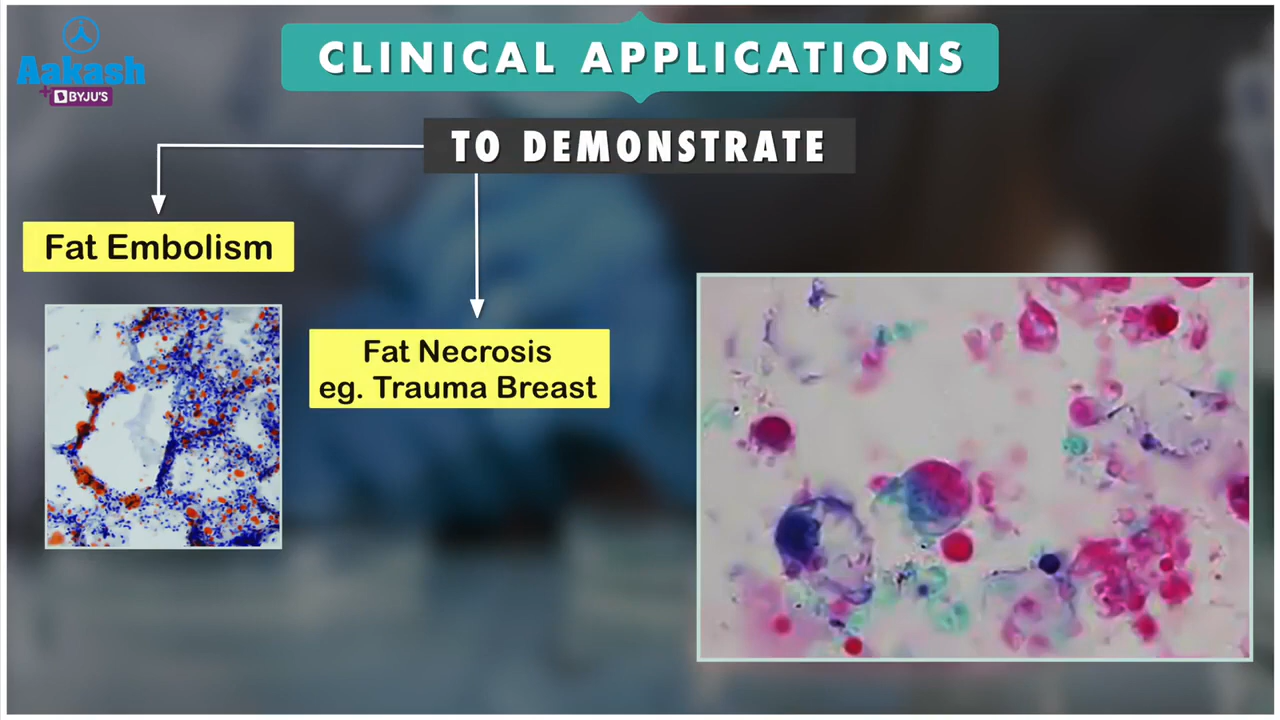 Aakash
+ BYJU'S
CLINICAL APPLICATIONS
TO DEMONSTRATE
Fat Embolism
Fat Necrosis
eg. Trauma Breast